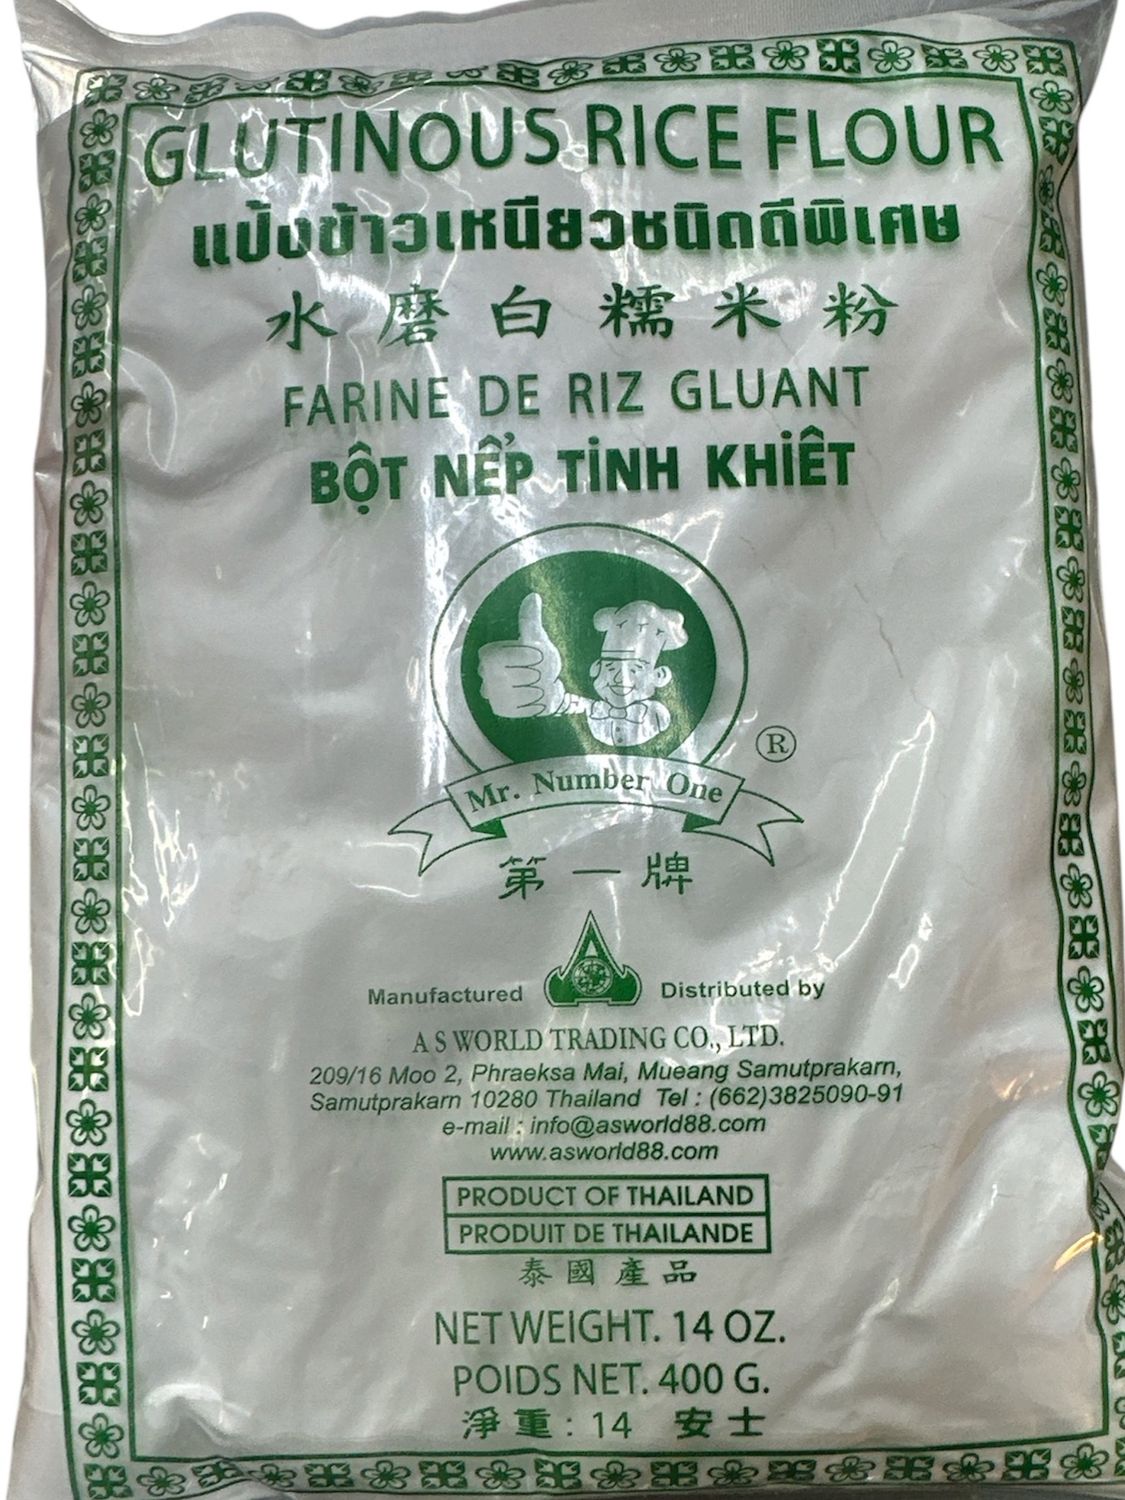 GLUTINOUS RICE FLOUR
แป้งข้าวเหนียวชนิดดีพิเศษ
水磨白糯米粉
FARINE DE RIZ GLUANT
BỘT NẾP TINH KHIẾT
®
Mr. Number One
第一牌
Manufactured Distributed by
A S WORLD TRADING CO., LTD.
209/16 Moo 2, Phraeksa Mai, Mueang Samutprakarn,
Samutprakarn 10280 Thailand Tel : (662)3825090-91
e-mail : info@asworld88.com
www.asworld88.com
PRODUCT OF THAILAND
PRODUIT DE THAILANDE
泰國產品
NET WEIGHT. 14 OZ.
POIDS NET. 400 G.
淨重 : 14 安士